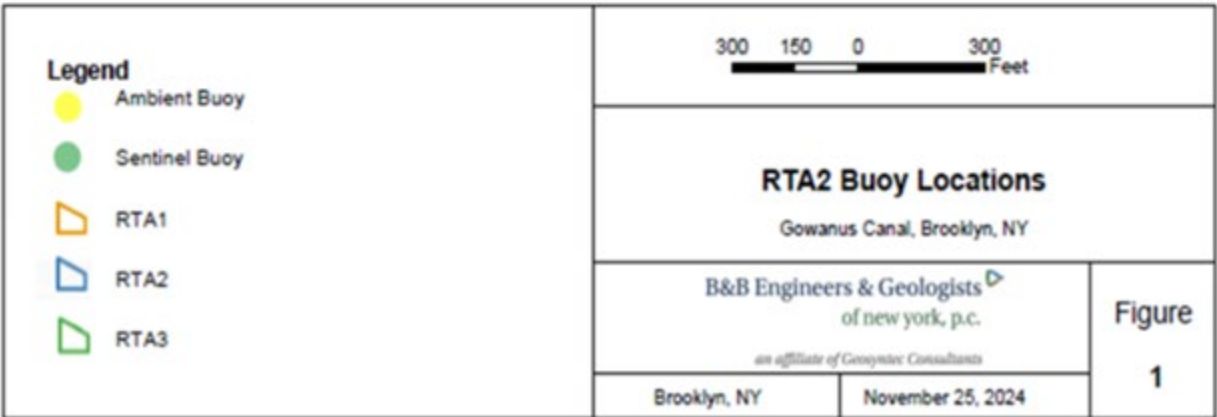 Legend
Ambient Buoy
Sentinel Buoy
RTA1
RTA2
RTA3
300 150 0 300
Feet
RTA2 Buoy Locations
Gowanus Canal, Brooklyn, NY
B&B Engineers & Geologists
of new york, p.c.
an affiliate of Geosyntec Consultants
Brooklyn, NY
November 25, 2024
Figure
1